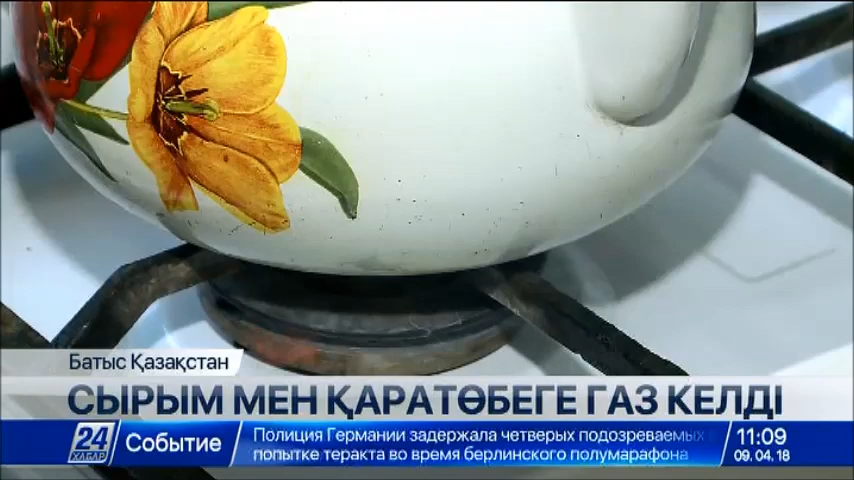 Батыс Қазақстан
СЫРЫМ МЕН ҚАРАТӨБЕГЕ ГАЗ КЕЛДІ
24
ХАБАР
Событие
Полиция Германии задержала четверых подозреваемых
попытке теракта во время берлинского полумарафона
11:09
09. 04. 18